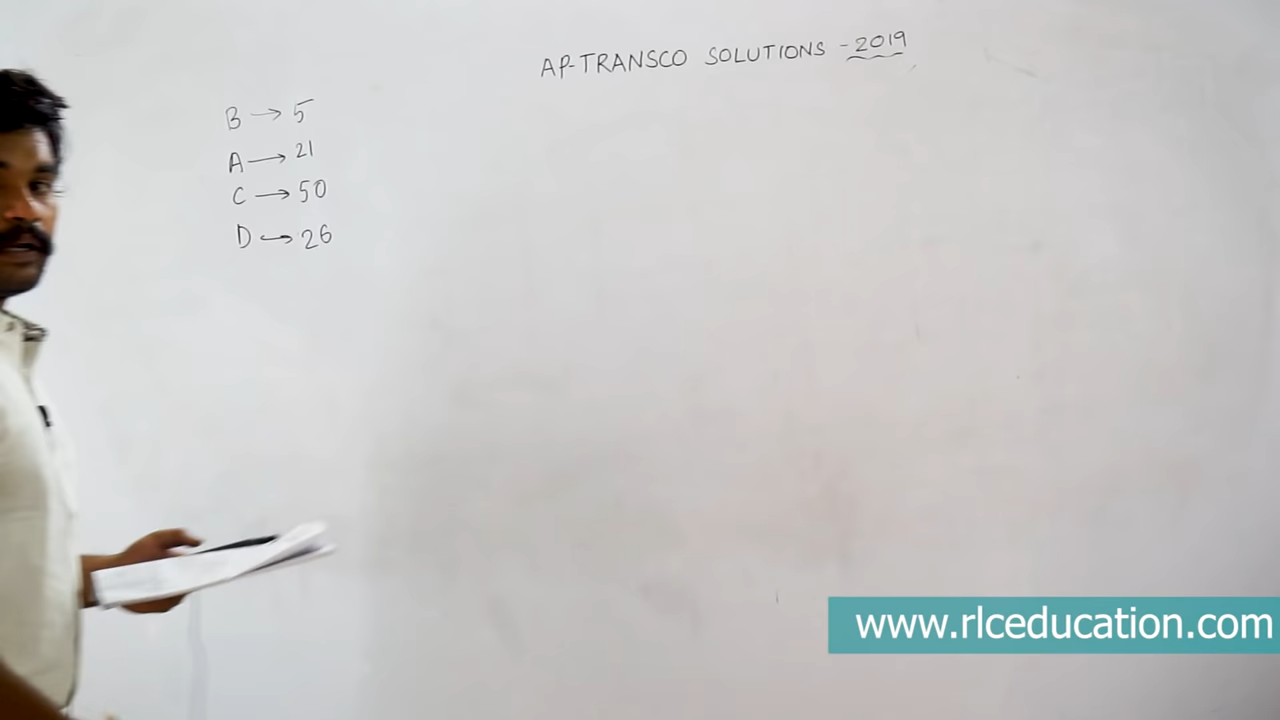 AP-TRANSCO SOLUTIONS - 2019
B → 5
A → 21
C → 50
D → 26
www.rlceducation.com